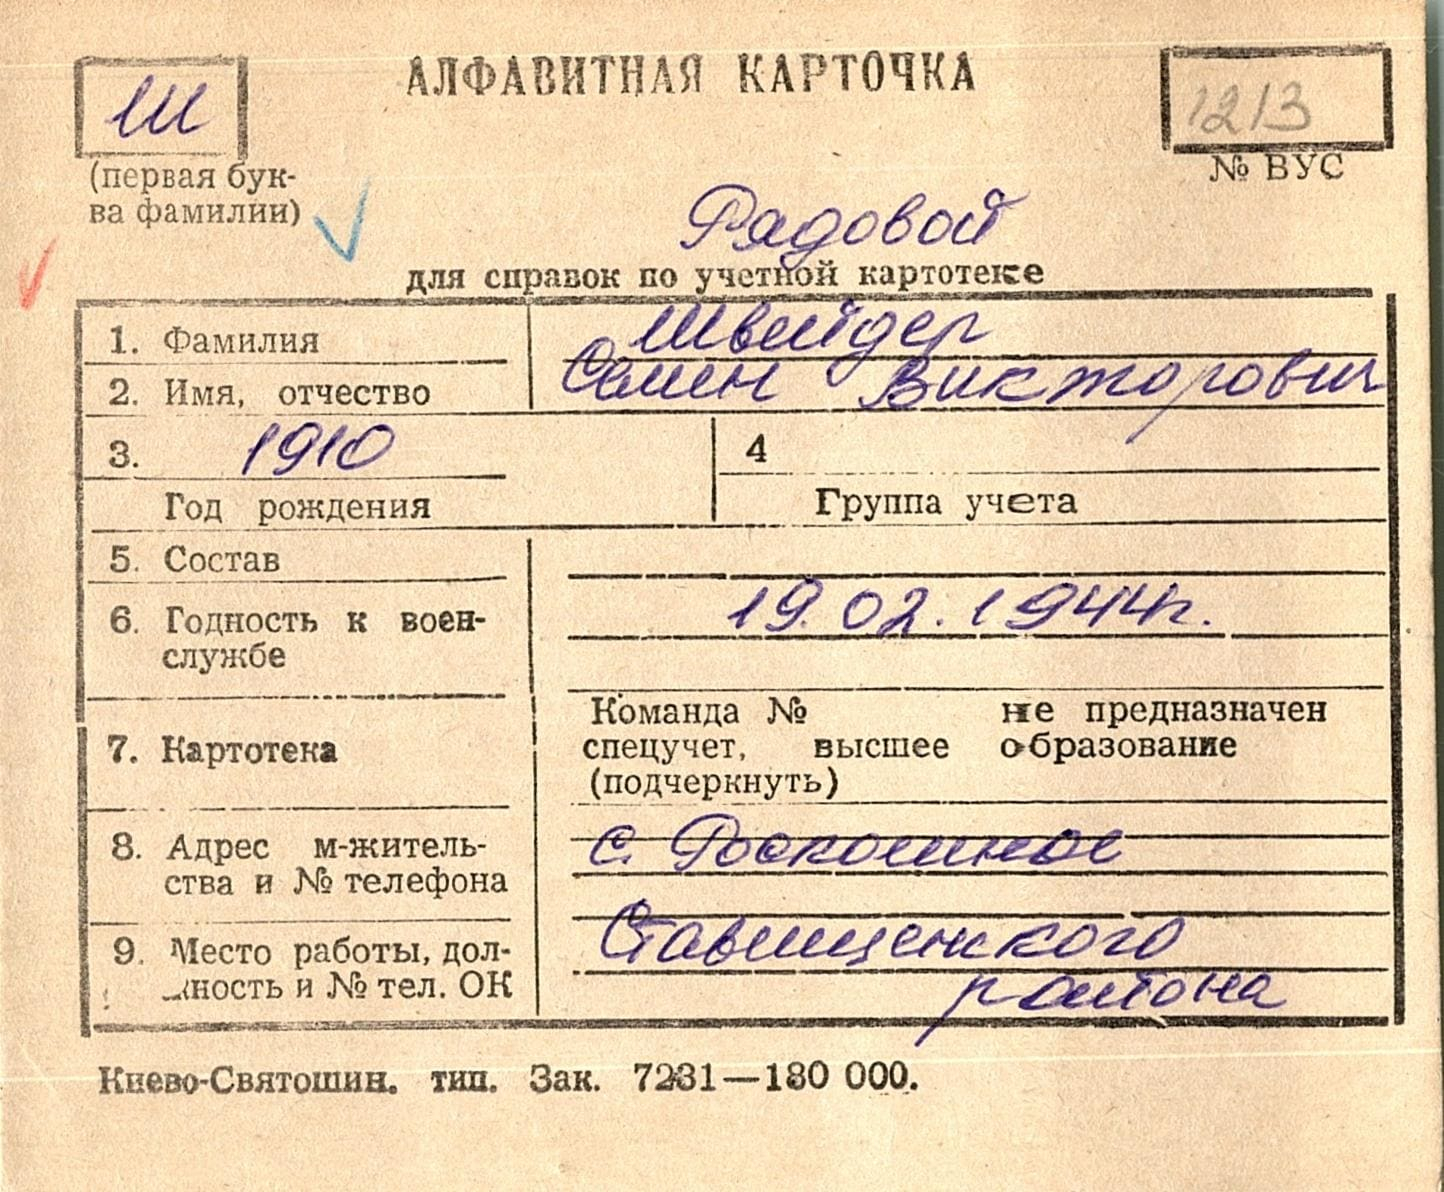 АЛФАВИТНАЯ КАРТОЧКА
Ш
1213
(первая бук-
ва фамилии)
№ ВУС
Рядовой
для справок по учетной картотеке
1. Фамилия
Швейдер
2. Имя, отчество
Семен Викторович
3. 1910
4
Год рождения
Группа учета
5. Состав
6. Годность к воен-
службе
19.02.1944г.
7. Картотека
Команда № не предназначен
спецучет, высшее образование
(подчеркнуть)
8. Адрес м-житель-
ства и № телефона
с. Роскошное
9. Место работы, дол-
жность и № тел. ОК
Ставищенского
района
Киево-Святошин. тип. Зак. 7231—180 000.